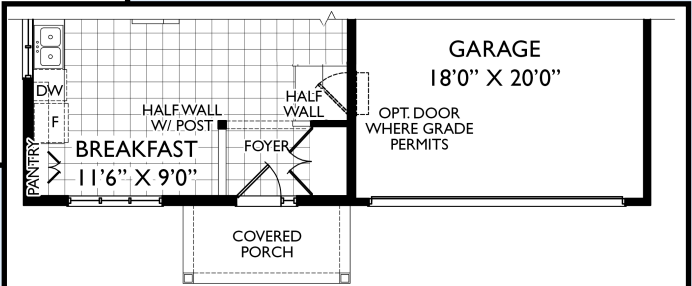 GARAGE
18'0" X 20'0"
DW
HALF WALL
W/ POST
HALF
WALL
F
OPT. DOOR
WHERE GRADE
PERMITS
PANTRY
BREAKFAST
11'6" X 9'0"
FOYER
COVERED
PORCH